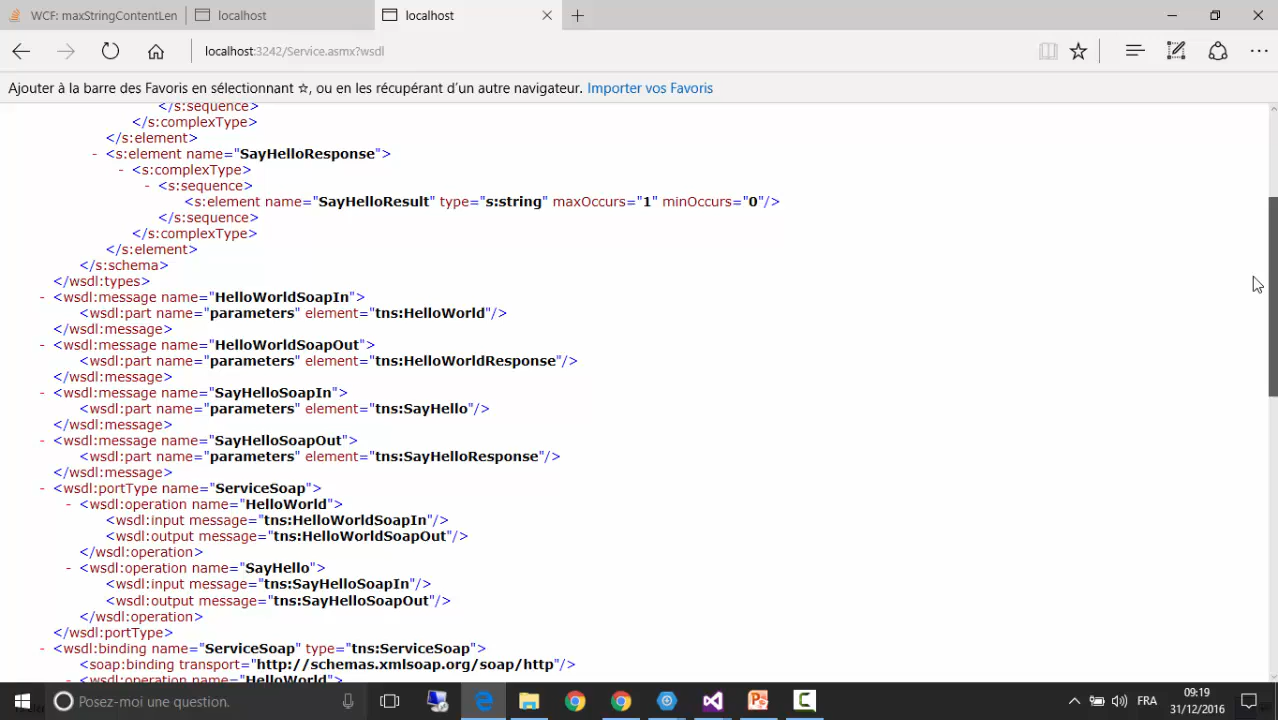 WCF: maxStringContentLen
localhost
localhost
localhost:3242/Service.asmx?wsdl
Ajouter à la barre des Favoris en sélectionnant ☆, ou en les récupérant d'un autre navigateur. Importer vos Favoris
</s:sequence>
</s:complexType>
</s:element>
- <s:element name="SayHelloResponse">
- <s:complexType>
- <s:sequence>
<s:element name="SayHelloResult" type="s:string" maxOccurs="1" minOccurs="0"/>
</s:sequence>
</s:complexType>
</s:element>
</s:schema>
</wsdl:types>
- <wsdl:message name="HelloWorldSoapIn">
<wsdl:part name="parameters" element="tns:HelloWorld"/>
</wsdl:message>
- <wsdl:message name="HelloWorldSoapOut">
<wsdl:part name="parameters" element="tns:HelloWorldResponse"/>
</wsdl:message>
- <wsdl:message name="SayHelloSoapIn">
<wsdl:part name="parameters" element="tns:SayHello"/>
</wsdl:message>
- <wsdl:message name="SayHelloSoapOut">
<wsdl:part name="parameters" element="tns:SayHelloResponse"/>
</wsdl:message>
- <wsdl:portType name="ServiceSoap">
- <wsdl:operation name="HelloWorld">
<wsdl:input message="tns:HelloWorldSoapIn"/>
<wsdl:output message="tns:HelloWorldSoapOut"/>
</wsdl:operation>
- <wsdl:operation name="SayHello">
<wsdl:input message="tns:SayHelloSoapIn"/>
<wsdl:output message="tns:SayHelloSoapOut"/>
</wsdl:operation>
</wsdl:portType>
- <wsdl:binding name="ServiceSoap" type="tns:ServiceSoap">
<soap:binding transport="http://schemas.xmlsoap.org/soap/http"/>
- <wsdl:operation name="HelloWorld">
Posez-moi une question.
FRA
09:19
31/12/2016